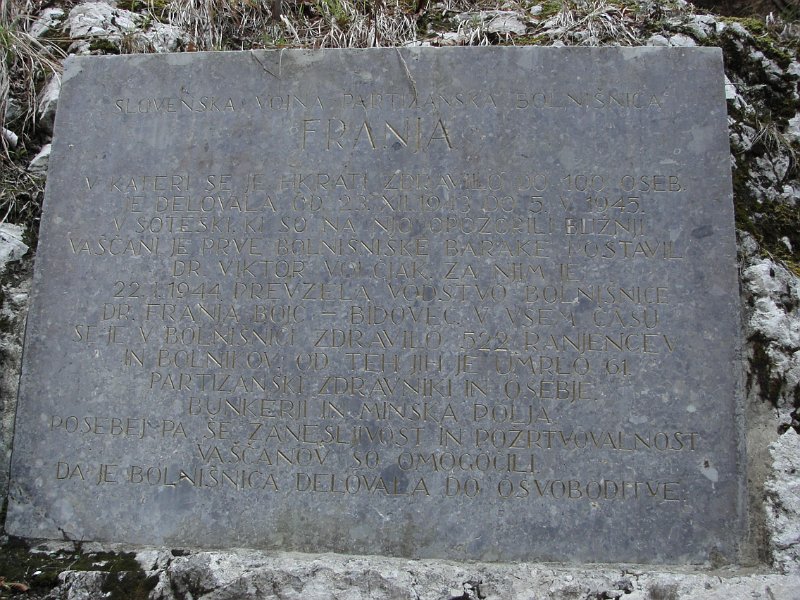 SLOVENSKA VOJNA PARTIZANSKA BOLNIŠNICA
FRANJA
V KATERI SE JE HKRATI ZDRAVILO DO 100 OSEB.
JE DELOVALA OD 23. XII 1943 DO 5. V. 1945.
V SOTESKI, KI SO NA NJO OPOZORILI BLIŽNJI
VAŠČANI JE PRVE BOLNIŠNIŠKE BARAKE POSTAVIL
DR. VIKTOR VOLČJAK. ZA NJIM JE
22. I. 1944 PREVZELA VODSTVO BOLNIŠNICE
DR. FRANJA BOJC – BIDOVEC. V VSEM ČASU
SE JE V BOLNIŠNICI ZDRAVILO 522 RANJENCEV
IN BOLNIKOV. OD TEH JIH JE UMRLO 61.
PARTIZANSKI ZDRAVNIKI IN OSEBJE,
BUNKERJI IN MINSKA POLJA
POSEBEJ PA ŠE ZANESLJIVOST IN POŽRTVOVALNOST
VAŠČANOV SO OMOGOČILI,
DA JE BOLNIŠNICA DELOVALA DO OSVOBODITVE.